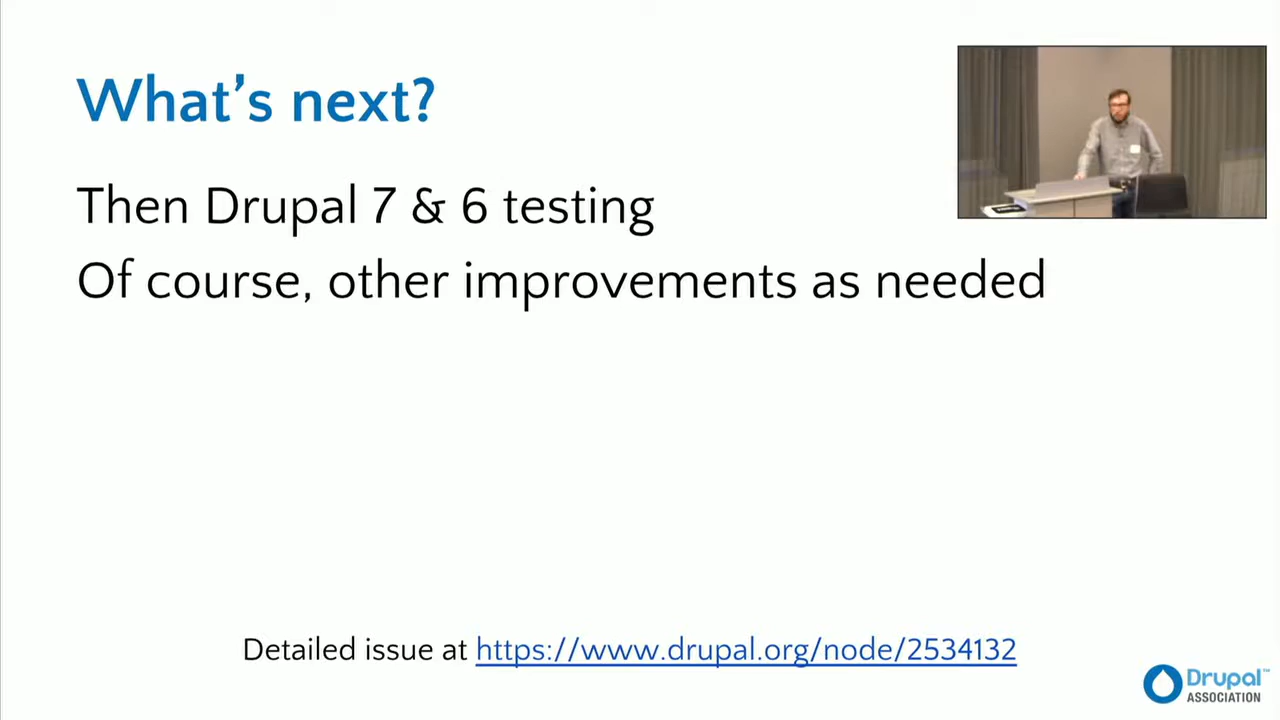 What's next?
Then Drupal 7 & 6 testing
Of course, other improvements as needed
Detailed issue at https://www.drupal.org/node/2534132
Drupal™
ASSOCIATION